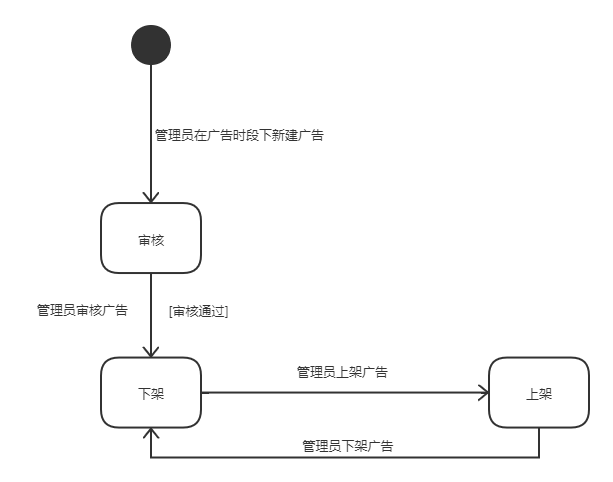 管理员在广告时段下新建广告
审核
管理员审核广告
[审核通过]
管理员上架广告
下架
上架
管理员下架广告